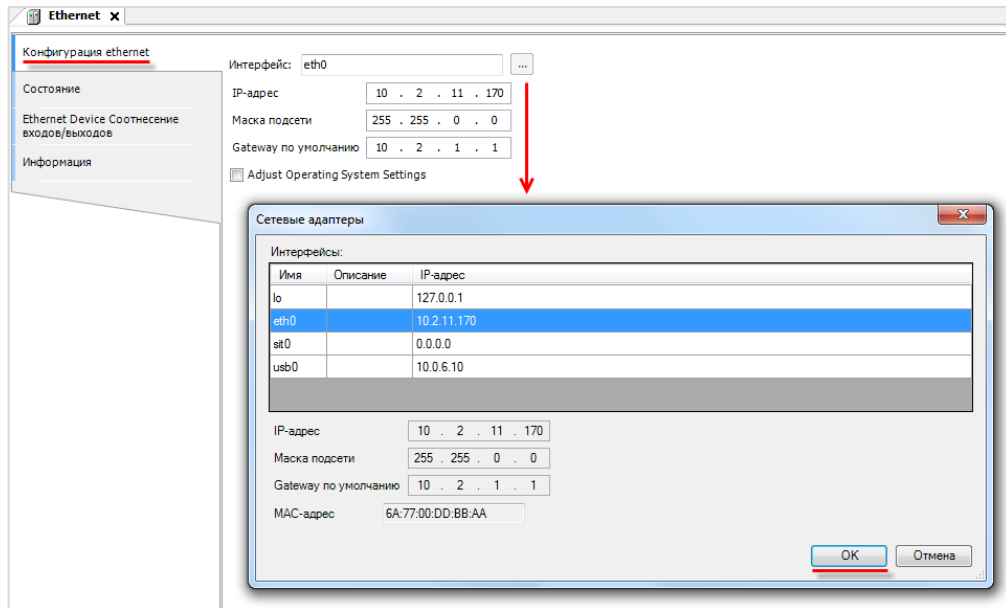 Ethernet x
Конфигурация ethernet
Состояние
Ethernet Device Соотнесение
входов/выходов
Информация
Интерфейс: eth0 ...
IP-адрес 10 . 2 . 11 . 170
Маска подсети 255 . 255 . 0 . 0
Gateway по умолчанию 10 . 2 . 1 . 1
Adjust Operating System Settings
Сетевые адаптеры
Интерфейсы:
Имя Описание IP-адрес
lo 127.0.0.1
eth0 10.2.11.170
sit0 0.0.0.0
usb0 10.0.6.10
IP-адрес 10 . 2 . 11 . 170
Маска подсети 255 . 255 . 0 . 0
Gateway по умолчанию 10 . 2 . 1 . 1
MAC-адрес 6A:77:00:DD:BB:AA
OK Отмена